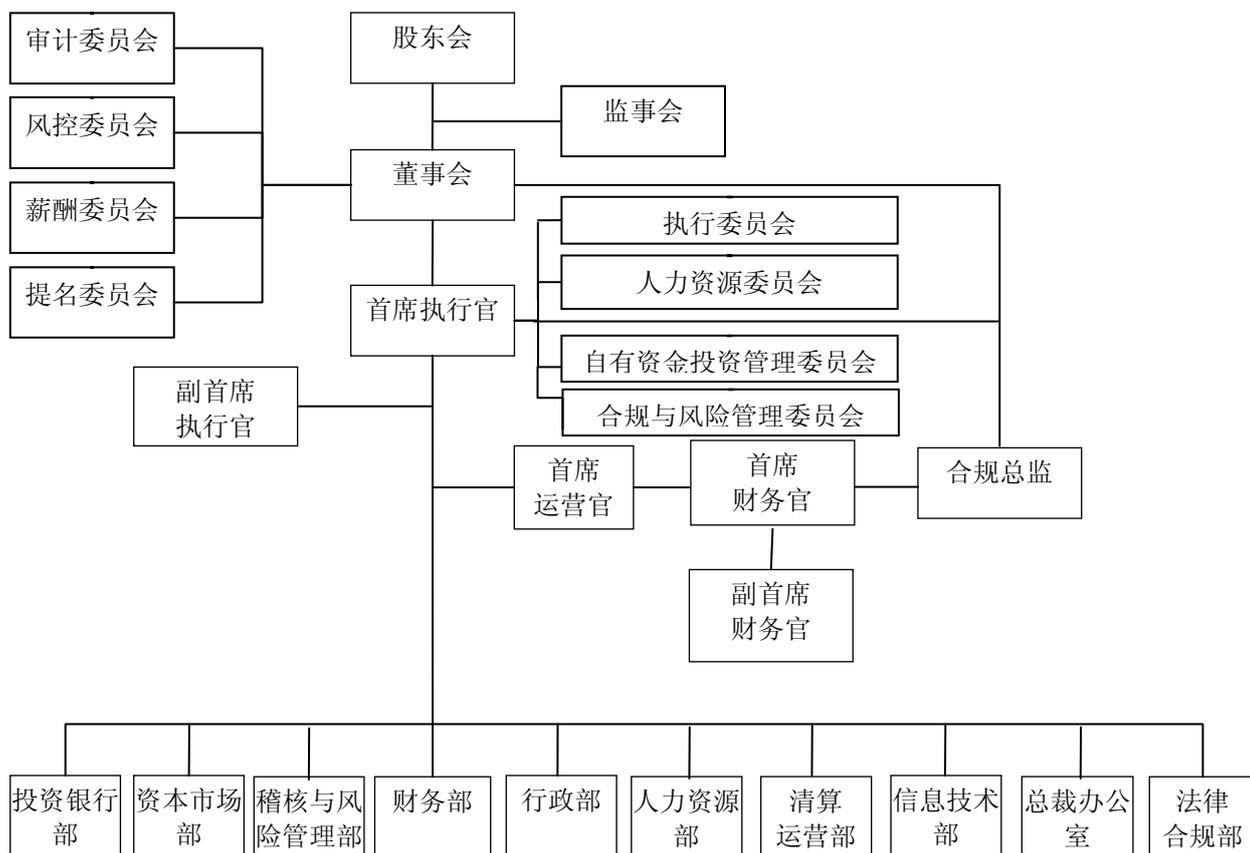 审计委员会
股东会
监事会
风控委员会
董事会
薪酬委员会
执行委员会
人力资源委员会
提名委员会
首席执行官
自有资金投资管理委员会
副首席
执行官
合规与风险管理委员会
首席
运营官
首席
财务官
合规总监
副首席
财务官
投资银行
部
资本市场
部
稽核与风
险管理部
财务部
行政部
人力资源
部
清算
运营部
信息技术
部
总裁办公
室
法律
合规部